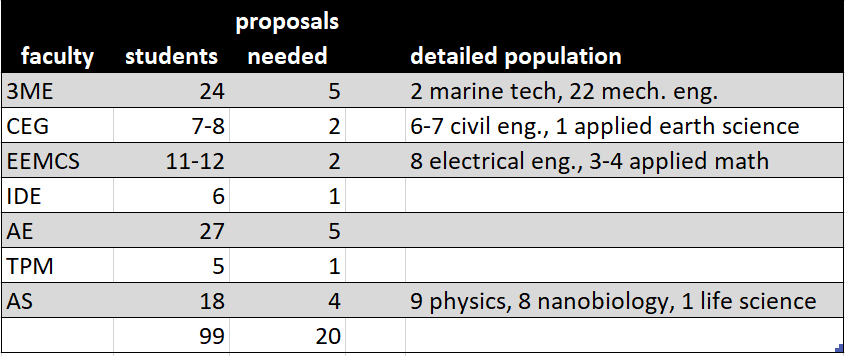 proposals
faculty students needed detailed population
3ME 24 5 2 marine tech, 22 mech. eng.
CEG 7-8 2 6-7 civil eng., 1 applied earth science
EEMCS 11-12 2 8 electrical eng., 3-4 applied math
IDE 6 1
AE 27 5
TPM 5 1
AS 18 4 9 physics, 8 nanobiology, 1 life science
99 20